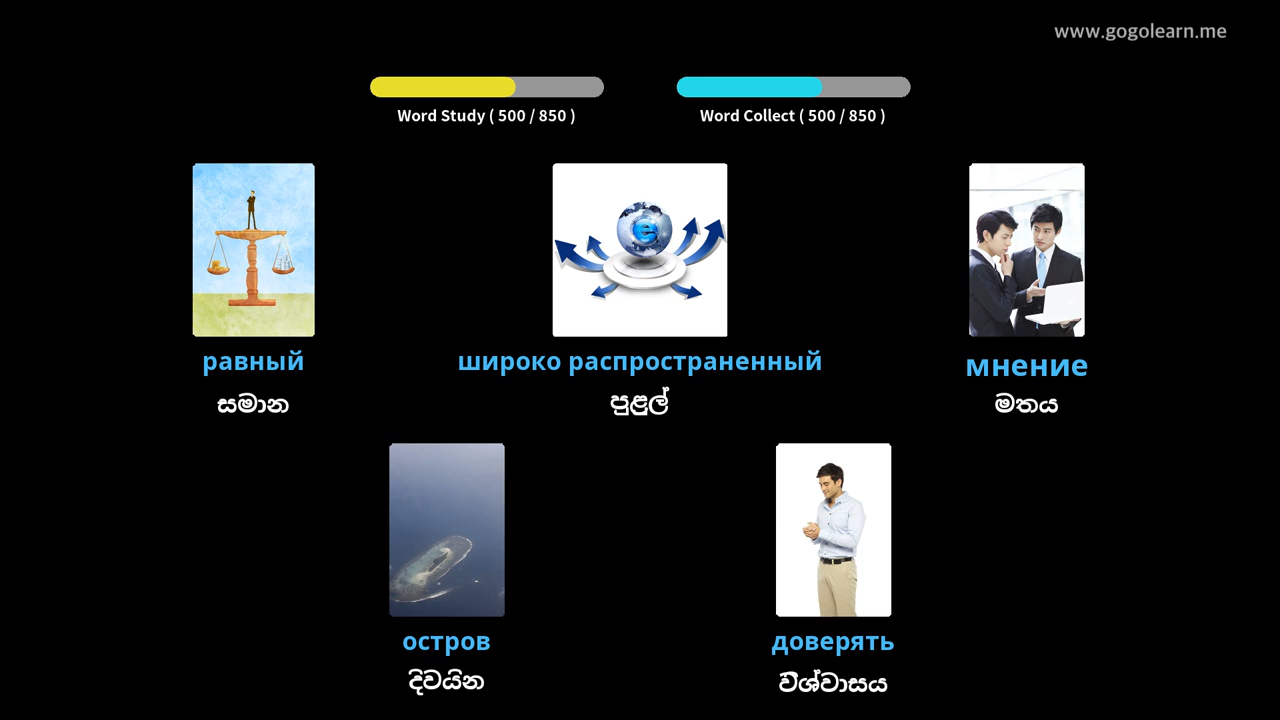 www.gogolearn.me
Word Study ( 500 / 850 )
Word Collect ( 500 / 850 )
равный
සමාන
широко распространенный
පුළුල්
мнение
මතය
остров
දිවයින
доверять
විශ්වාසය